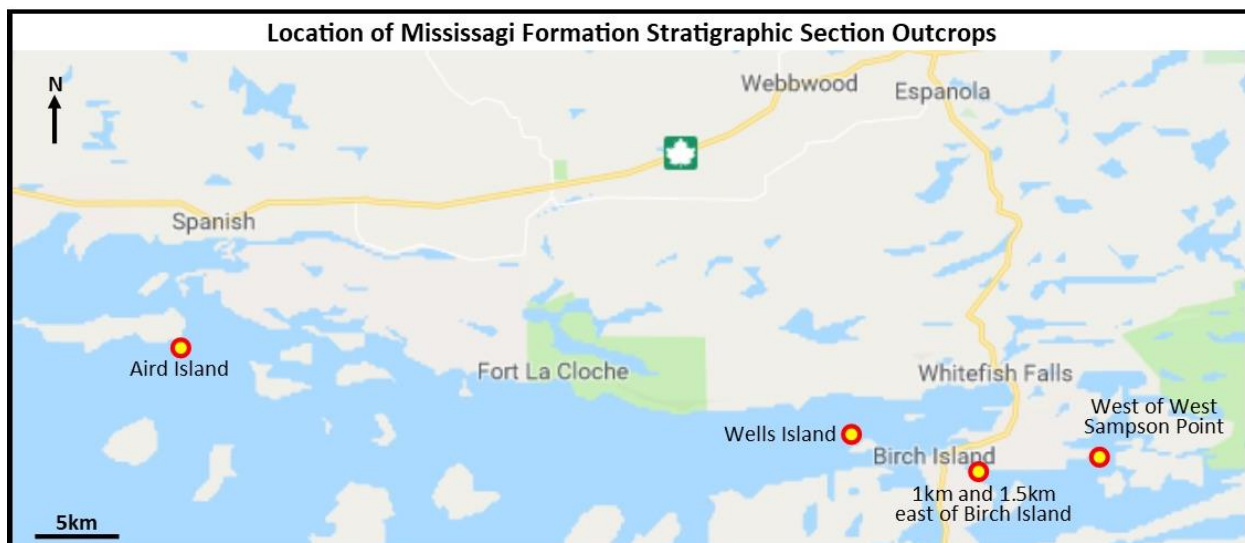 Location of Mississagi Formation Stratigraphic Section Outcrops
N
Webbwood
Espanola
Spanish
Aird Island
Fort La Cloche
Whitefish Falls
West of West
Sampson Point
Wells Island
Birch Island
1km and 1.5km
east of Birch Island
5km